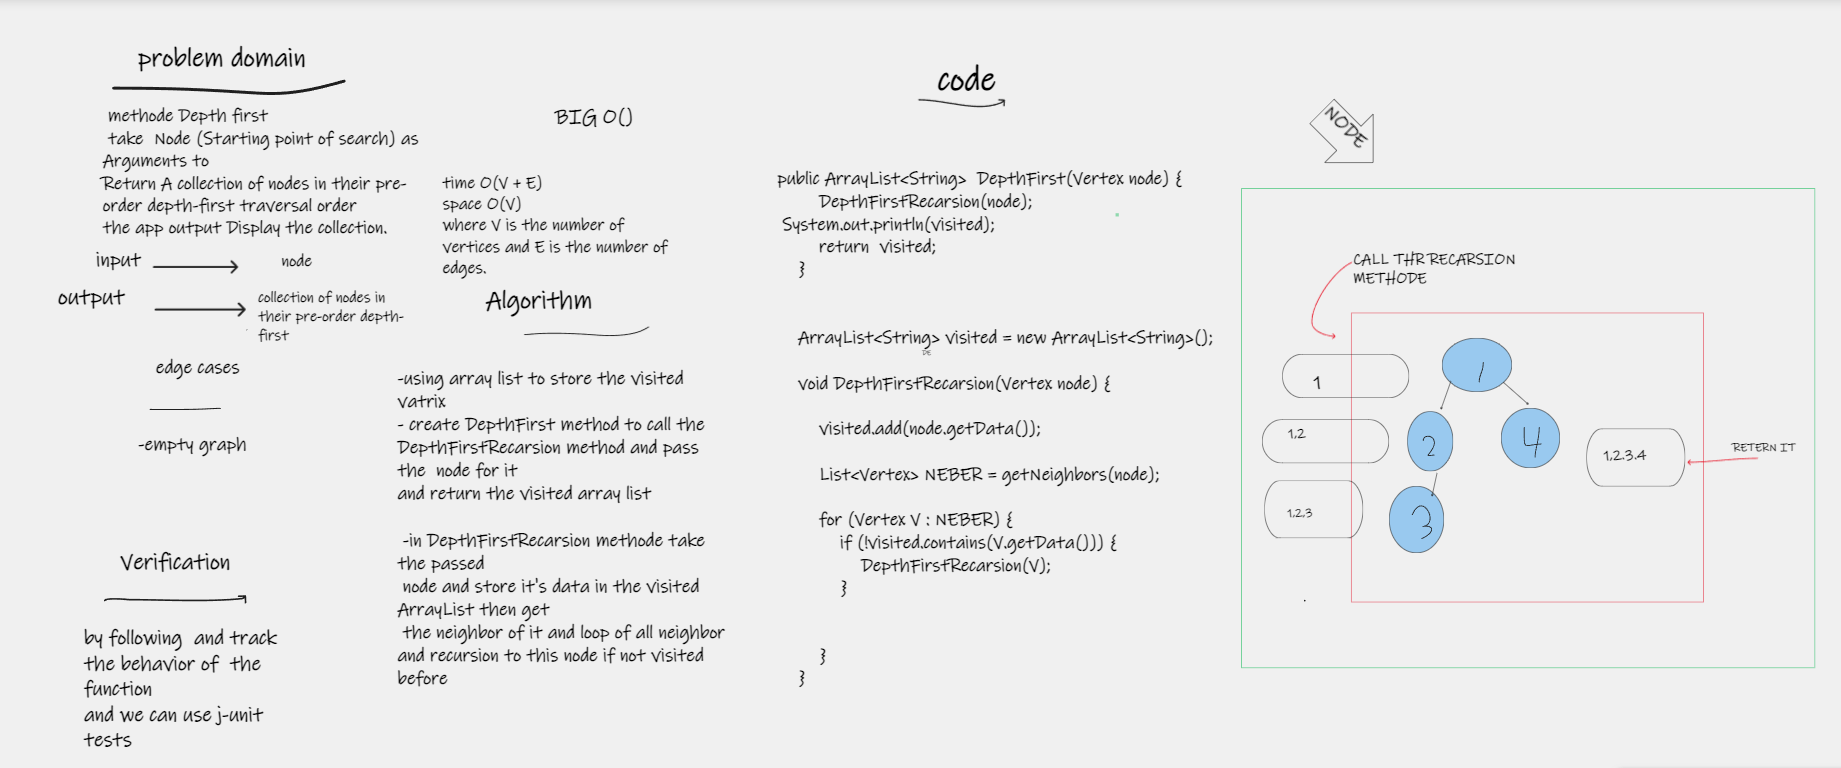 problem domain
methode Depth first
take Node (Starting point of search) as
Arguments to
Return A collection of nodes in their pre-
order depth-first traversal order
the app output Display the collection.
input
node
output
collection of nodes in
their pre-order depth-
first
edge cases
-empty graph
Verification
by following and track
the behavior of the
function
and we can use j-unit
tests
BIG O()
time O(V + E)
space O(V)
where V is the number of
vertices and E is the number of
edges.
Algorithm
-using array list to store the visited
vatrix
- create DepthFirst method to call the
DepthFirstRecarsion method and pass
the node for it
and return the visited array list
-in DepthFirstRecarsion methode take
the passed
node and store it's data in the visited
ArrayList then get
the neighbor of it and loop of all neighbor
and recursion to this node if not visited
before
code
public ArrayList<String> DepthFirst(Vertex node) {
DepthFirstRecarsion(node);
System.out.println(visited);
return visited;
}
ArrayList<String> visited = new ArrayList<String>();
DE
void DepthFirstRecarsion(Vertex node) {
visited.add(node.getData());
List<Vertex> NEBER = getNeighbors(node);
for (Vertex V : NEBER) {
if (!visited.contains(V.getData())) {
DepthFirstRecarsion(V);
}
}
}
NODE
CALL THR RECARSION
METHODE
1
1
1,2
2
4
1,2,3
3
1,2,3,4
RETERN IT